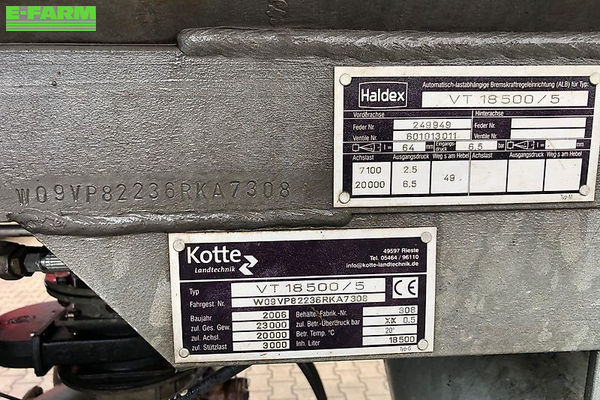 E-FARM
Haldex
Automatisch-lastabhängige Bremskraftregeleinrichtung (ALB) für Typ:
VT 18500/5
Vorderachse Hinterachse
Feder Nr. 249949 Feder Nr.
Ventile Nr. 601013011 Ventile Nr.
l = 64 mm Eingangsdruck 6.5 bar l = mm
Achslast Ausgangsdruck Weg s am Hebel Achslast Ausgangsdruck Weg s am Hebel
7100 2.5 49
20000 6.5
W09VP82236RKA7308
Kotte
Landtechnik
49597 Rieste
Tel. 05464 / 96110
info@kotte-landtechnik.de
Typ VT 18500/5 CE
Fahrgest. Nr. W09VP82236RKA7308
Baujahr 2006 Behälte.Fabrik.-Nr. 308
zul. Ges. Gew. 23000 zul. Betr.-Überdruck bar XX 0.5
zul. Achsl. 20000 Betr. Temp. °C 20°
zul. Stützlast 3000 Inh. Liter 18500